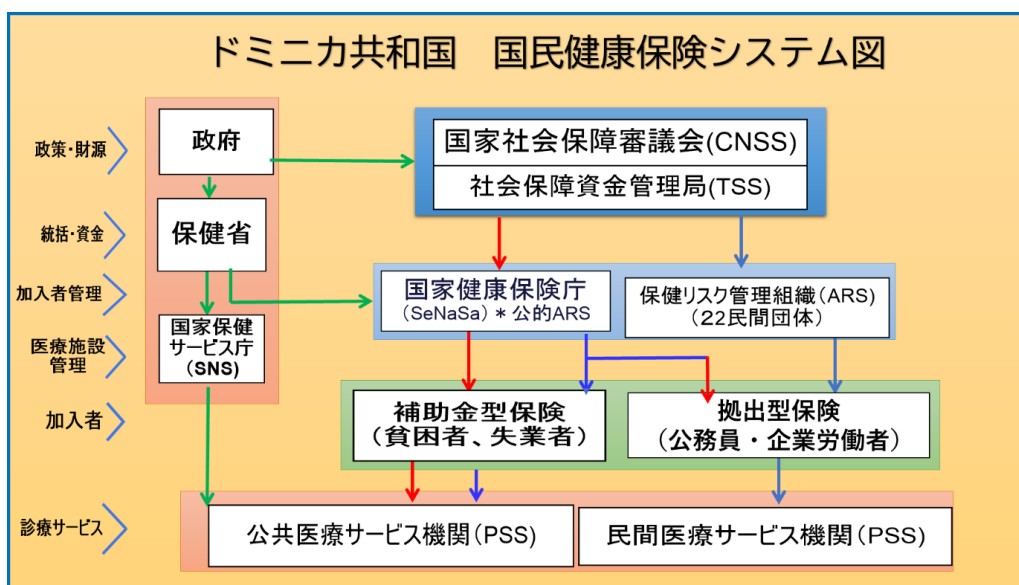 ドミニカ共和国　国民健康保険システム図
政策・財源
政府
国家社会保障審議会(CNSS)
社会保障資金管理局(TSS)
統括・資金
保健省
加入者管理
国家健康保険庁
(SeNaSa)＊公的ARS
保健リスク管理組織(ARS)
(22民間団体)
医療施設
管理
国家保健
サービス庁
(SNS)
加入者
補助金型保険
(貧困者、失業者)
拠出型保険
(公務員・企業労働者)
診療サービス
公共医療サービス機関(PSS)
民間医療サービス機関(PSS)